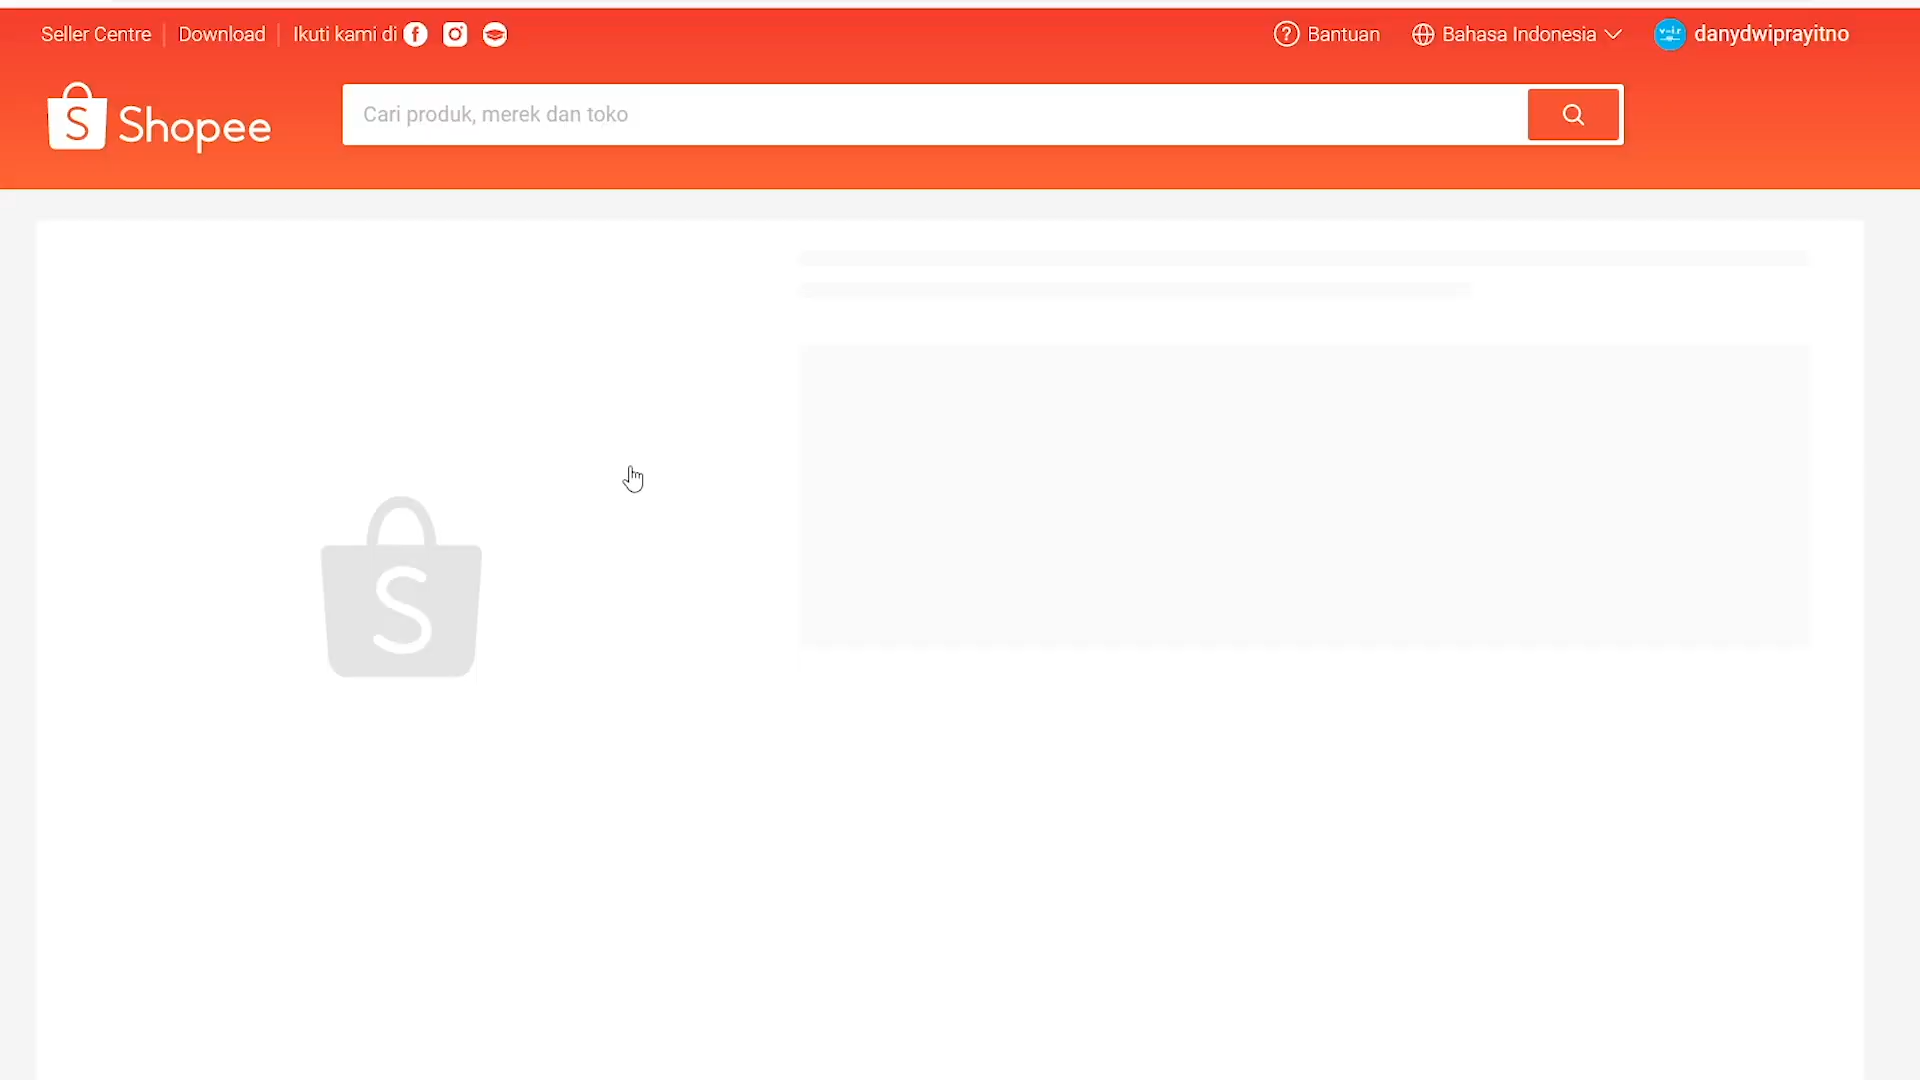 Seller Centre
Download
Ikuti kami di
Bantuan
Bahasa Indonesia
danydwiprayitno
Shopee
Cari produk, merek dan toko